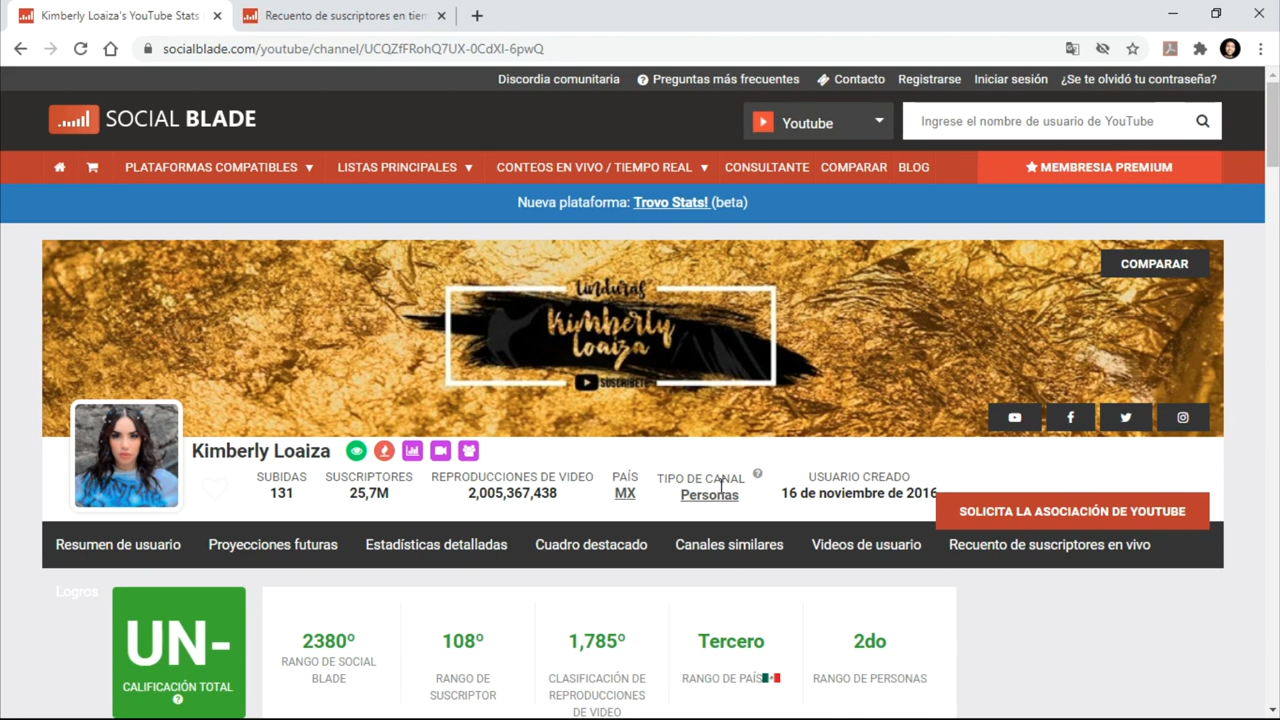 Kimberly Loaiza's YouTube Stats
Recuento de suscriptores en tiem
socialblade.com/youtube/channel/UCQZfFRohQ7UX-0CdXI-6pwQ
Discordia comunitaria Preguntas más frecuentes Contacto Registrarse Iniciar sesión ¿Se te olvidó tu contraseña?
SOCIAL BLADE
Youtube
Ingrese el nombre de usuario de YouTube
PLATAFORMAS COMPATIBLES LISTAS PRINCIPALES CONTEOS EN VIVO / TIEMPO REAL CONSULTANTE COMPARAR BLOG MEMBRESIA PREMIUM
Nueva plataforma: Trovo Stats! (beta)
COMPARAR
Linduras
Kimberly
Loaiza
SUSCRIBETE
Kimberly Loaiza
SUBIDAS SUSCRIPTORES REPRODUCCIONES DE VIDEO PAÍS TIPO DE CANAL USUARIO CREADO
131 25,7M 2,005,367,438 MX Personas 16 de noviembre de 2016
SOLICITA LA ASOCIACIÓN DE YOUTUBE
Resumen de usuario Proyecciones futuras Estadísticas detalladas Cuadro destacado Canales similares Videos de usuario Recuento de suscriptores en vivo
Logros
UN-
CALIFICACIÓN TOTAL
2380º
RANGO DE SOCIAL
BLADE
108º
RANGO DE
SUSCRIPTOR
1,785º
CLASIFICACIÓN DE
REPRODUCCIONES
DE VIDEO
Tercero
RANGO DE PAÍS
2do
RANGO DE PERSONAS